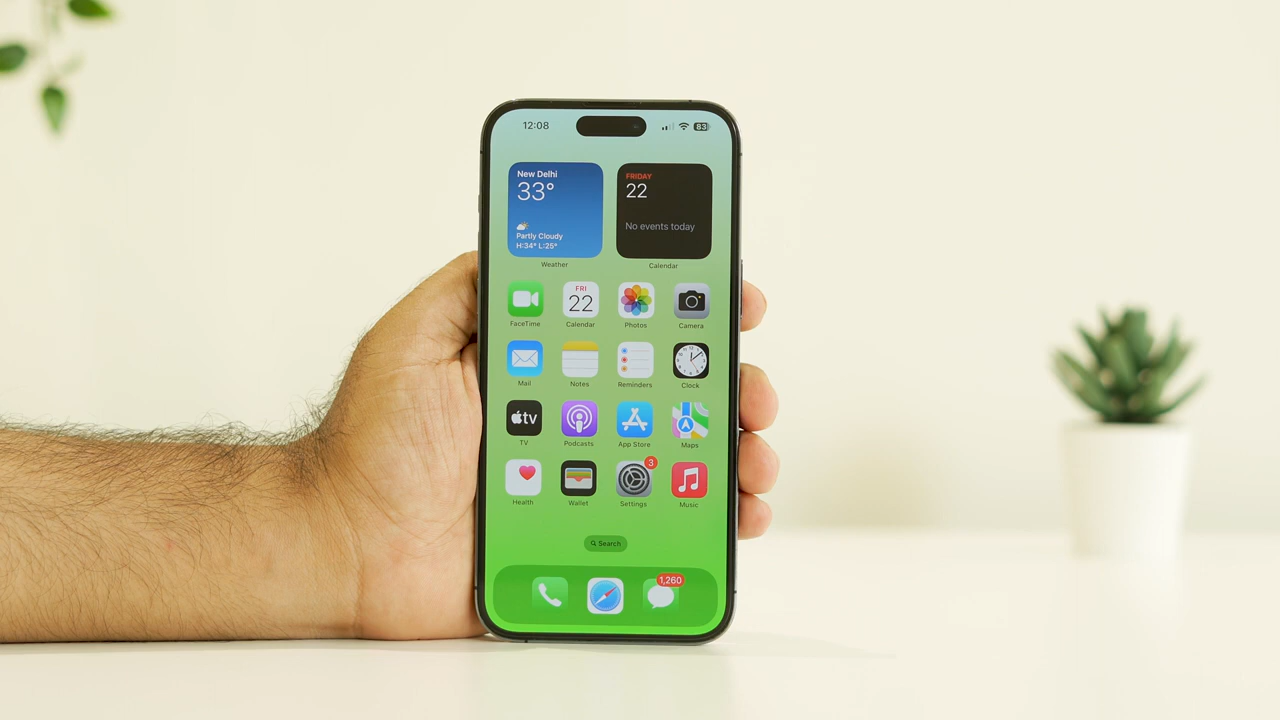 12:08
83
New Delhi
33°
Partly Cloudy
H:34° L:25°
Weather
FRIDAY
22
No events today
Calendar
FRI
22
FaceTime
Calendar
Photos
Camera
Mail
Notes
Reminders
Clock
tv
TV
Podcasts
App Store
Maps
3
Health
Wallet
Settings
Music
Search
1,260